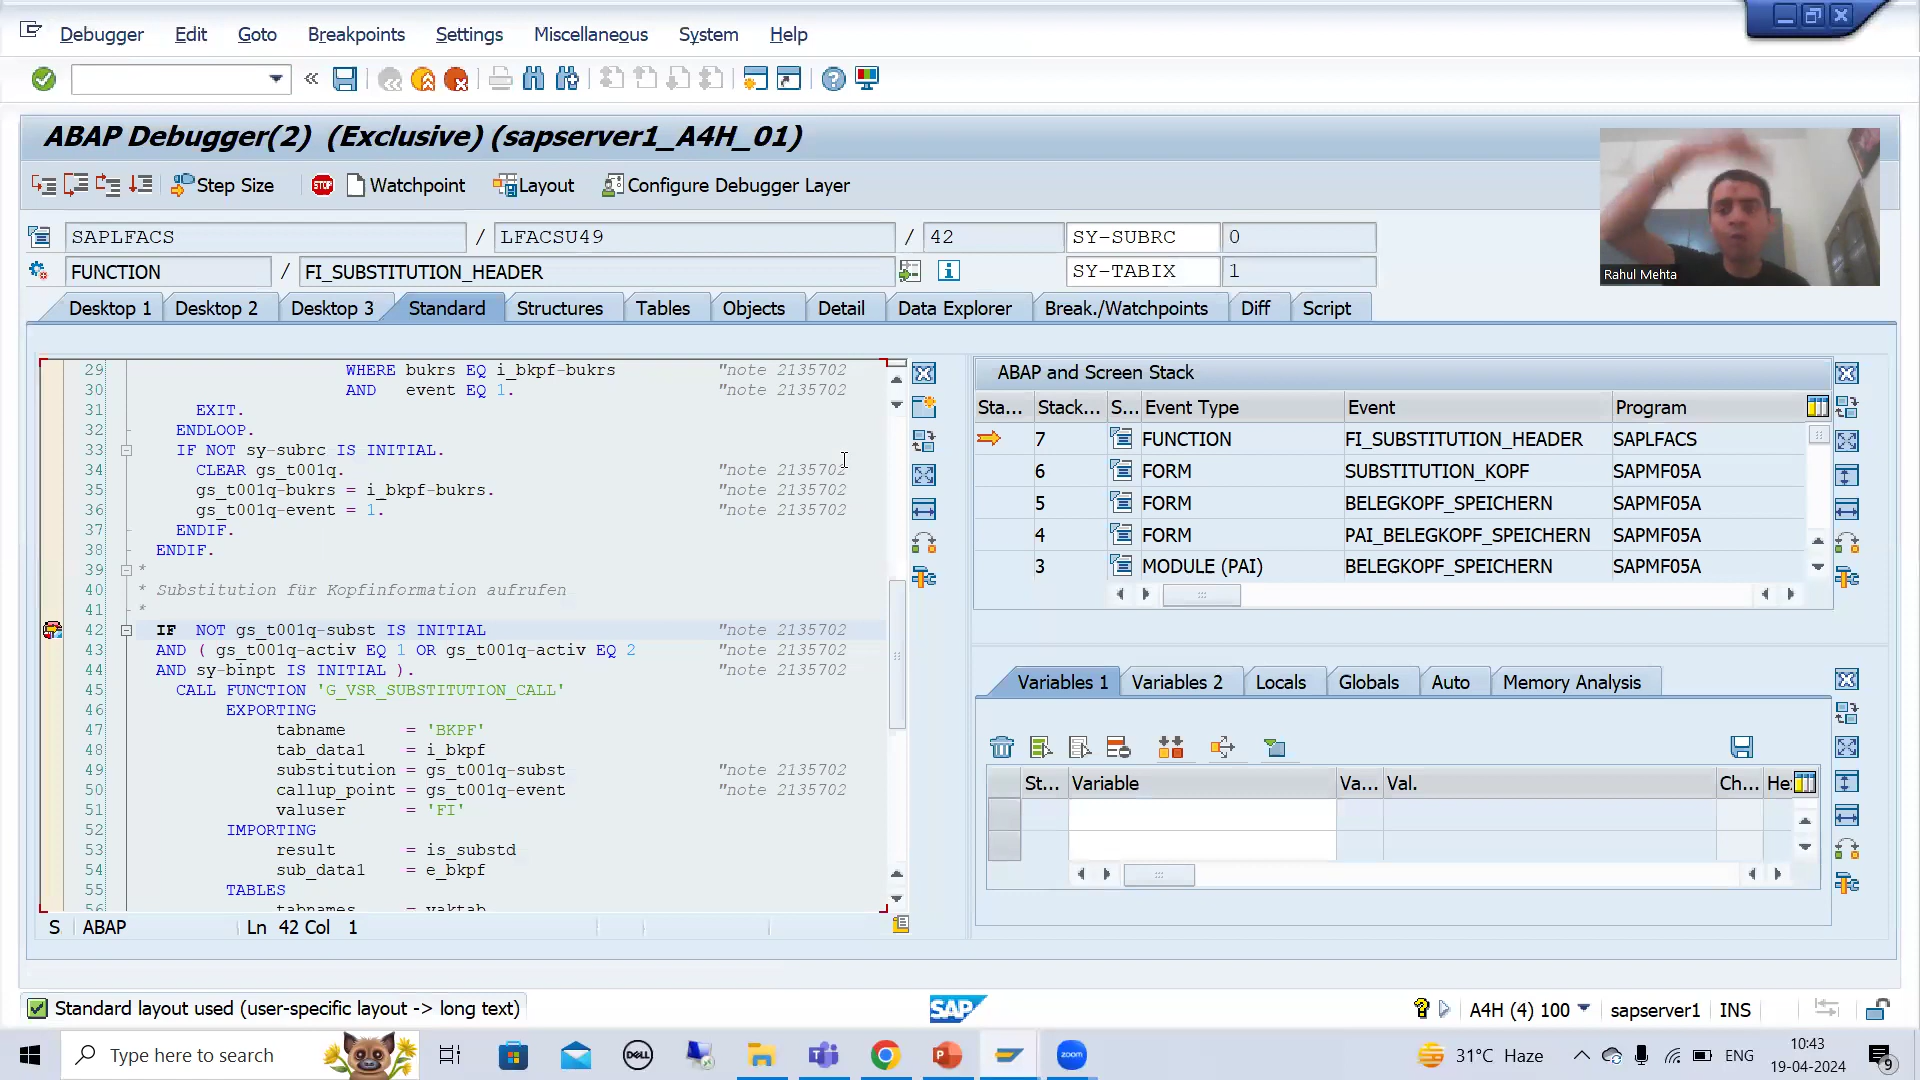 Debugger Edit Goto Breakpoints Settings Miscellaneous System Help
ABAP Debugger(2) (Exclusive) (sapserver1_A4H_01)
Step Size STOP Watchpoint Layout Configure Debugger Layer
SAPLFACS / LFACSU49 / 42 SY-SUBRC 0
FUNCTION / FI_SUBSTITUTION_HEADER SY-TABIX 1
Rahul Mehta
Desktop 1 Desktop 2 Desktop 3 Standard Structures Tables Objects Detail Data Explorer Break./Watchpoints Diff Script
29 WHERE bukrs EQ i_bkpf-bukrs "note 2135702
30 AND event EQ 1. "note 2135702
31 EXIT.
32 ENDLOOP.
33 IF NOT sy-subrc IS INITIAL.
34 CLEAR gs_t001q. "note 2135702
35 gs_t001q-bukrs = i_bkpf-bukrs. "note 2135702
36 gs_t001q-event = 1. "note 2135702
37 ENDIF.
38 ENDIF.
39 *
40 * Substitution für Kopfinformation aufrufen
41 *
42 IF NOT gs_t001q-subst IS INITIAL "note 2135702
43 AND ( gs_t001q-activ EQ 1 OR gs_t001q-activ EQ 2 "note 2135702
44 AND sy-binpt IS INITIAL ). "note 2135702
45 CALL FUNCTION 'G_VSR_SUBSTITUTION_CALL'
46 EXPORTING
47 tabname = 'BKPF'
48 tab_data1 = i_bkpf
49 substitution = gs_t001q-subst "note 2135702
50 callup_point = gs_t001q-event "note 2135702
51 valuser = 'FI'
52 IMPORTING
53 result = is_substd
54 sub_data1 = e_bkpf
55 TABLES
S ABAP Ln 42 Col 1
ABAP and Screen Stack
Sta... Stack... S... Event Type Event Program
7 FUNCTION FI_SUBSTITUTION_HEADER SAPLFACS
6 FORM SUBSTITUTION_KOPF SAPMF05A
5 FORM BELEGKOPF_SPEICHERN SAPMF05A
4 FORM PAI_BELEGKOPF_SPEICHERN SAPMF05A
3 MODULE (PAI) BELEGKOPF_SPEICHERN SAPMF05A
Variables 1 Variables 2 Locals Globals Auto Memory Analysis
St... Variable Va... Val. Ch...
Standard layout used (user-specific layout -> long text) SAP A4H (4) 100 sapserver1 INS
Type here to search DELL zoom 31°C Haze ENG
10:43
19-04-2024
9